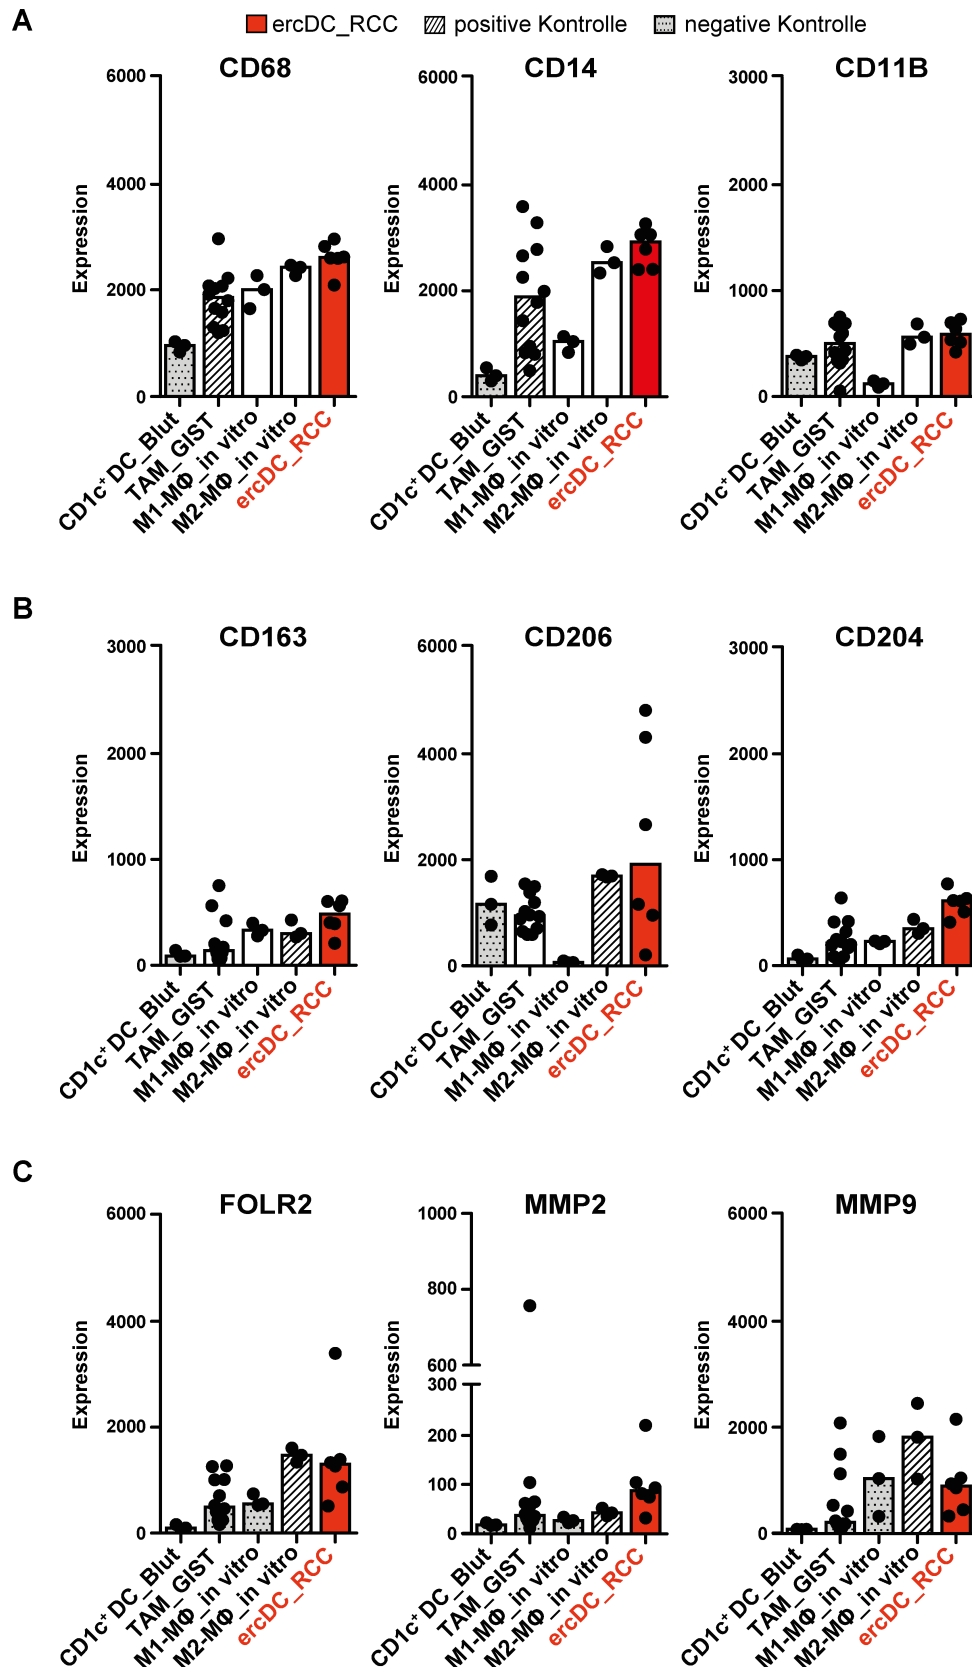 A
ercDC_RCC positive Kontrolle negative Kontrolle
CD68 CD14 CD11B
6000 6000 3000
4000 4000 2000
2000 2000 1000
0 0 0
Expression Expression Expression
CD1c+DC_Blut TAM_GIST M1-MΦ_in vitro M2-MΦ_in vitro ercDC_RCC
CD1c+DC_Blut TAM_GIST M1-MΦ_in vitro M2-MΦ_in vitro ercDC_RCC
CD1c+DC_Blut TAM_GIST M1-MΦ_in vitro M2-MΦ_in vitro ercDC_RCC
B
CD163 CD206 CD204
3000 6000 3000
2000 4000 2000
1000 2000 1000
0 0 0
Expression Expression Expression
CD1c+DC_Blut TAM_GIST M1-MΦ_in vitro M2-MΦ_in vitro ercDC_RCC
CD1c+DC_Blut TAM_GIST M1-MΦ_in vitro M2-MΦ_in vitro ercDC_RCC
CD1c+DC_Blut TAM_GIST M1-MΦ_in vitro M2-MΦ_in vitro ercDC_RCC
C
FOLR2 MMP2 MMP9
6000 1000 6000
4000 800 4000
2000 600 2000
0 300 0
200
100
0
Expression Expression Expression
CD1c+DC_Blut TAM_GIST M1-MΦ_in vitro M2-MΦ_in vitro ercDC_RCC
CD1c+DC_Blut TAM_GIST M1-MΦ_in vitro M2-MΦ_in vitro ercDC_RCC
CD1c+DC_Blut TAM_GIST M1-MΦ_in vitro M2-MΦ_in vitro ercDC_RCC